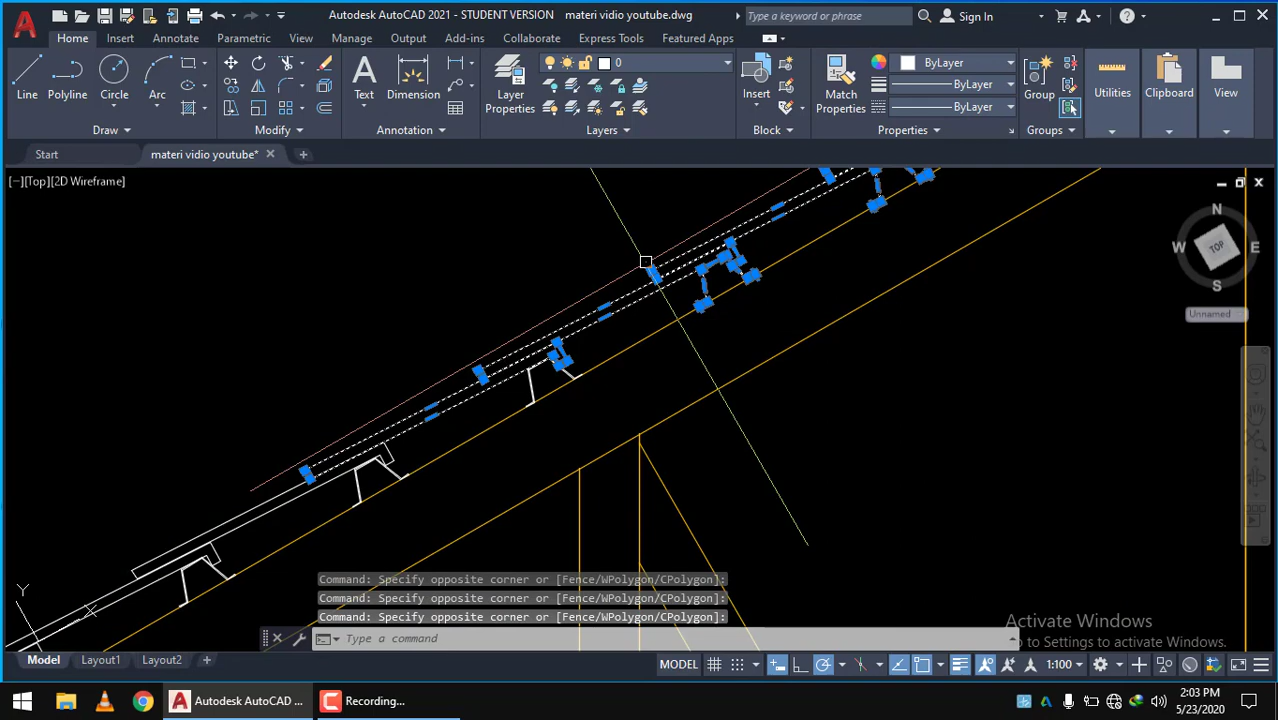 Autodesk AutoCAD 2021 - STUDENT VERSION materi vidio youtube.dwg
Type a keyword or phrase
Sign In
Home Insert Annotate Parametric View Manage Output Add-ins Collaborate Express Tools Featured Apps
Line Polyline Circle Arc
Text Dimension
Layer Properties
0
Insert
Match Properties
ByLayer
ByLayer
ByLayer
Group
Utilities Clipboard View
Draw Modify Annotation Layers Block Properties Groups
Start materi vidio youtube*
[−][Top][2D Wireframe]
N
W TOP E
S
Unnamed
Y
Command: Specify opposite corner or [Fence/WPolygon/CPolygon]:
Command: Specify opposite corner or [Fence/WPolygon/CPolygon]:
Command: Specify opposite corner or [Fence/WPolygon/CPolygon]:
Type a command
Activate Windows
to Settings to activate Windows.
Model Layout1 Layout2
MODEL 1:100
Autodesk AutoCAD ... Recording...
2:03 PM
5/23/2020